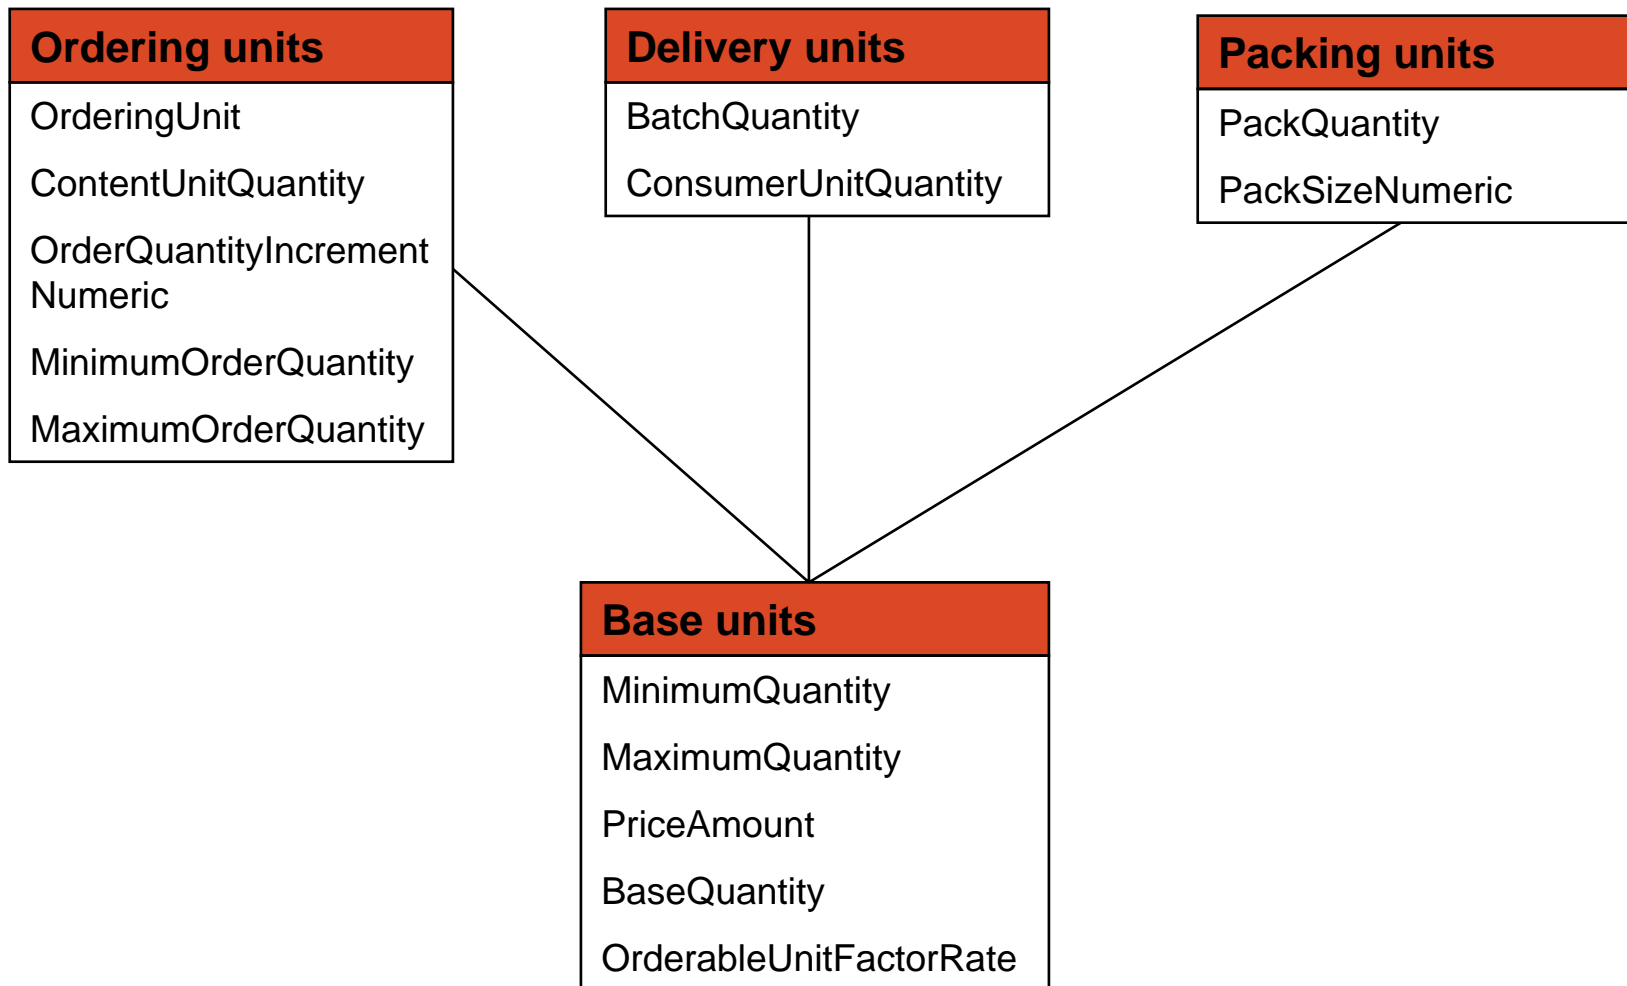 Ordering units
OrderingUnit
ContentUnitQuantity
OrderQuantityIncrement
Numeric
MinimumOrderQuantity
MaximumOrderQuantity
Delivery units
BatchQuantity
ConsumerUnitQuantity
Packing units
PackQuantity
PackSizeNumeric
Base units
MinimumQuantity
MaximumQuantity
PriceAmount
BaseQuantity
OrderableUnitFactorRate